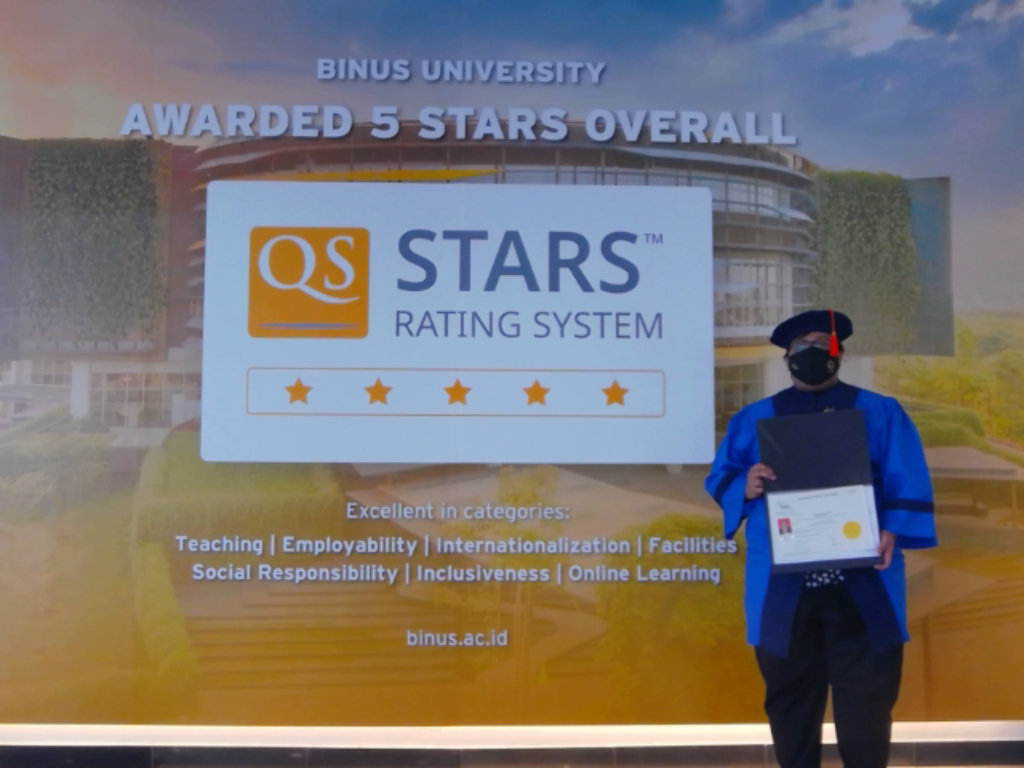 BINUS UNIVERSITY
AWARDED 5 STARS OVERALL
QS
STARS™
RATING SYSTEM
Excellent in categories:
Teaching | Employability | Internationalization | Facilities
Social Responsibility | Inclusiveness | Online Learning
binus.ac.id